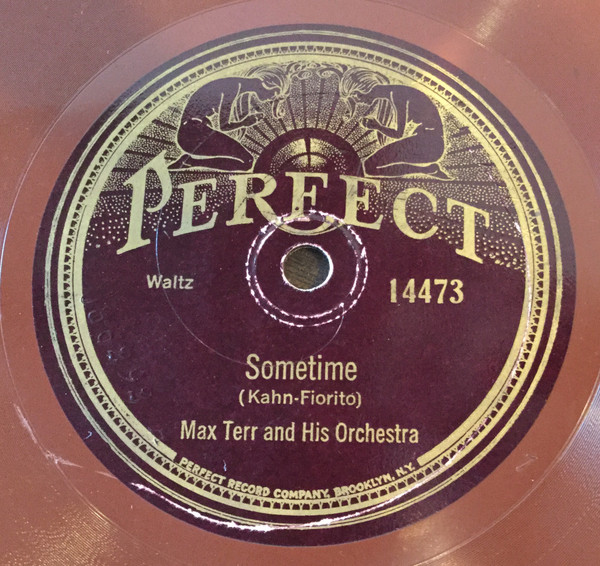 PERFECT
Waltz
14473
Sometime
(Kahn-Fiorito)
Max Terr and His Orchestra
PERFECT RECORD COMPANY, BROOKLYN, N.Y.